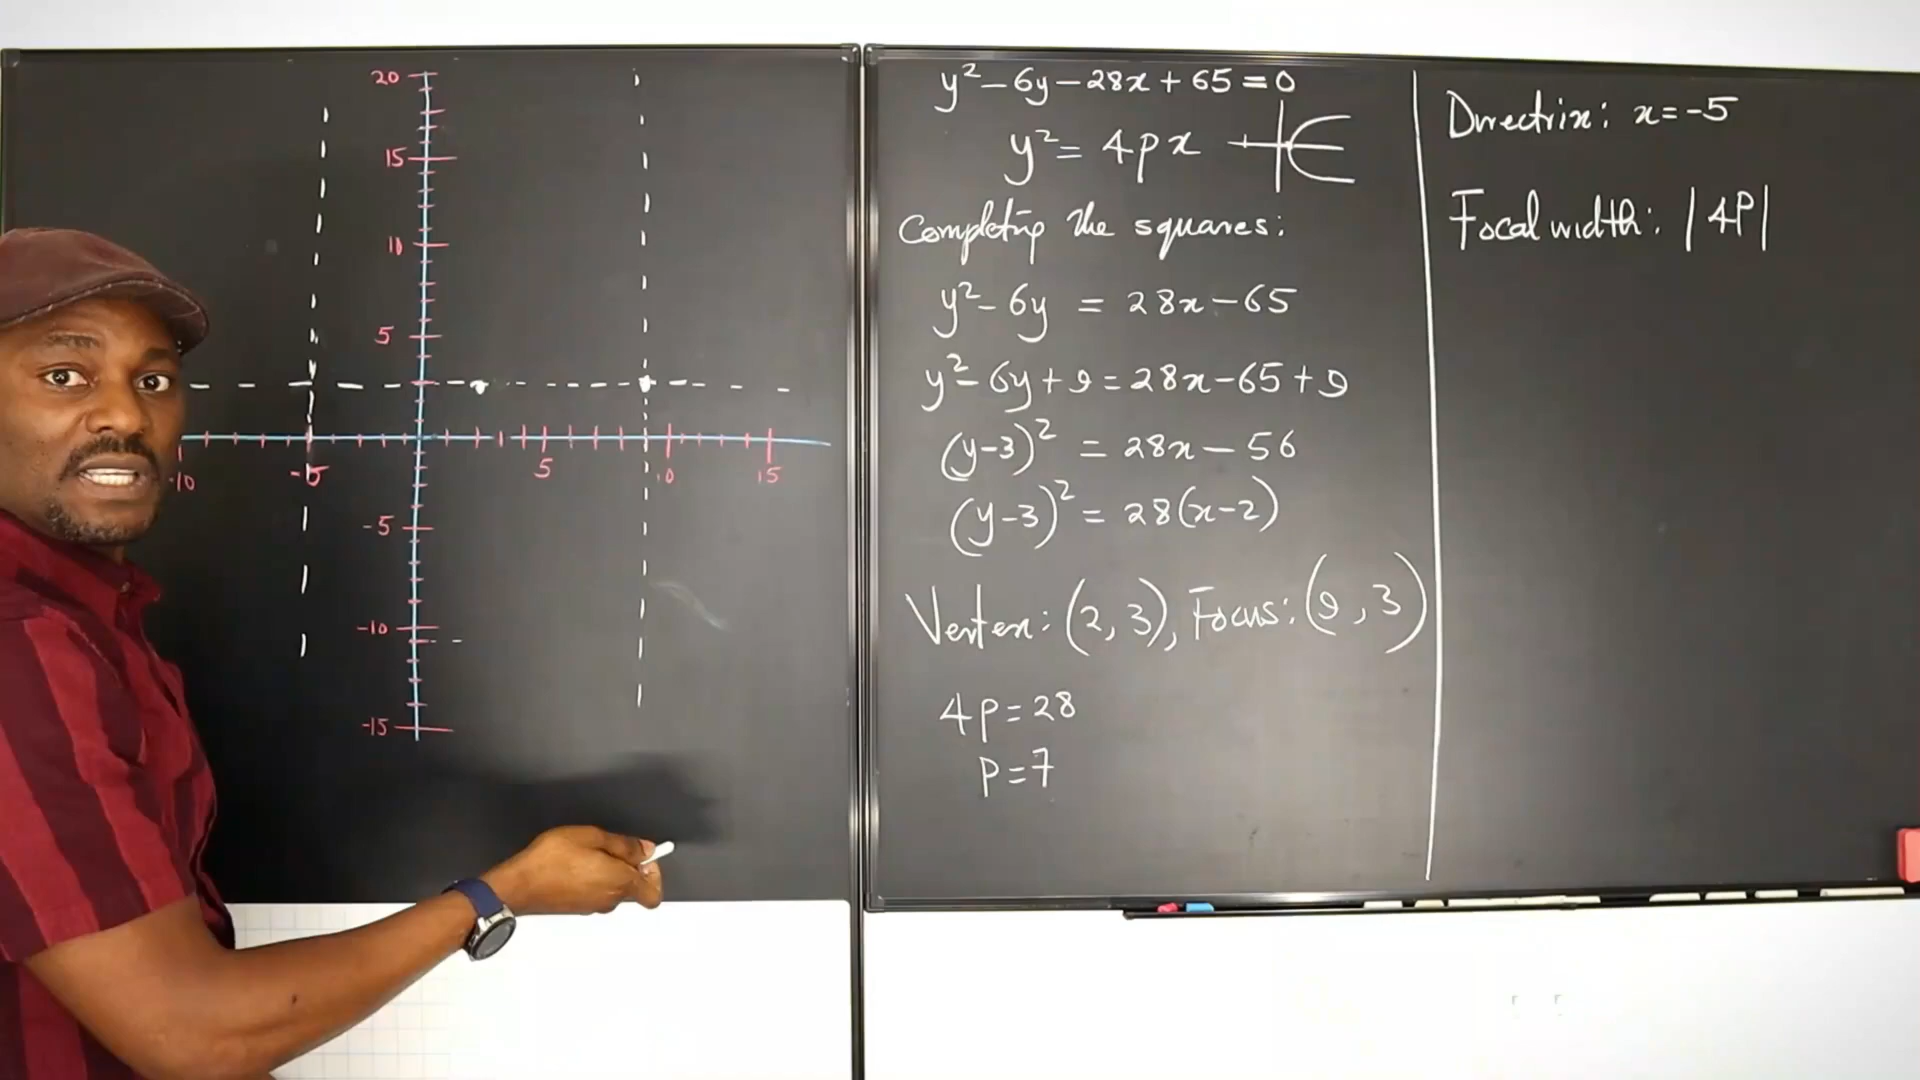 20
15
10
5
-10
-5
5
10
15
-5
-10
-15
y² - 6y - 28x + 65 = 0
y² = 4px
Completing the squares:
y² - 6y = 28x - 65
y² - 6y + 9 = 28x - 65 + 9
(y-3)² = 28x - 56
(y-3)² = 28(x-2)
Vertex: (2, 3), Focus: (9, 3)
4p = 28
p = 7
Directrix: x = -5
Focal width: |4P|